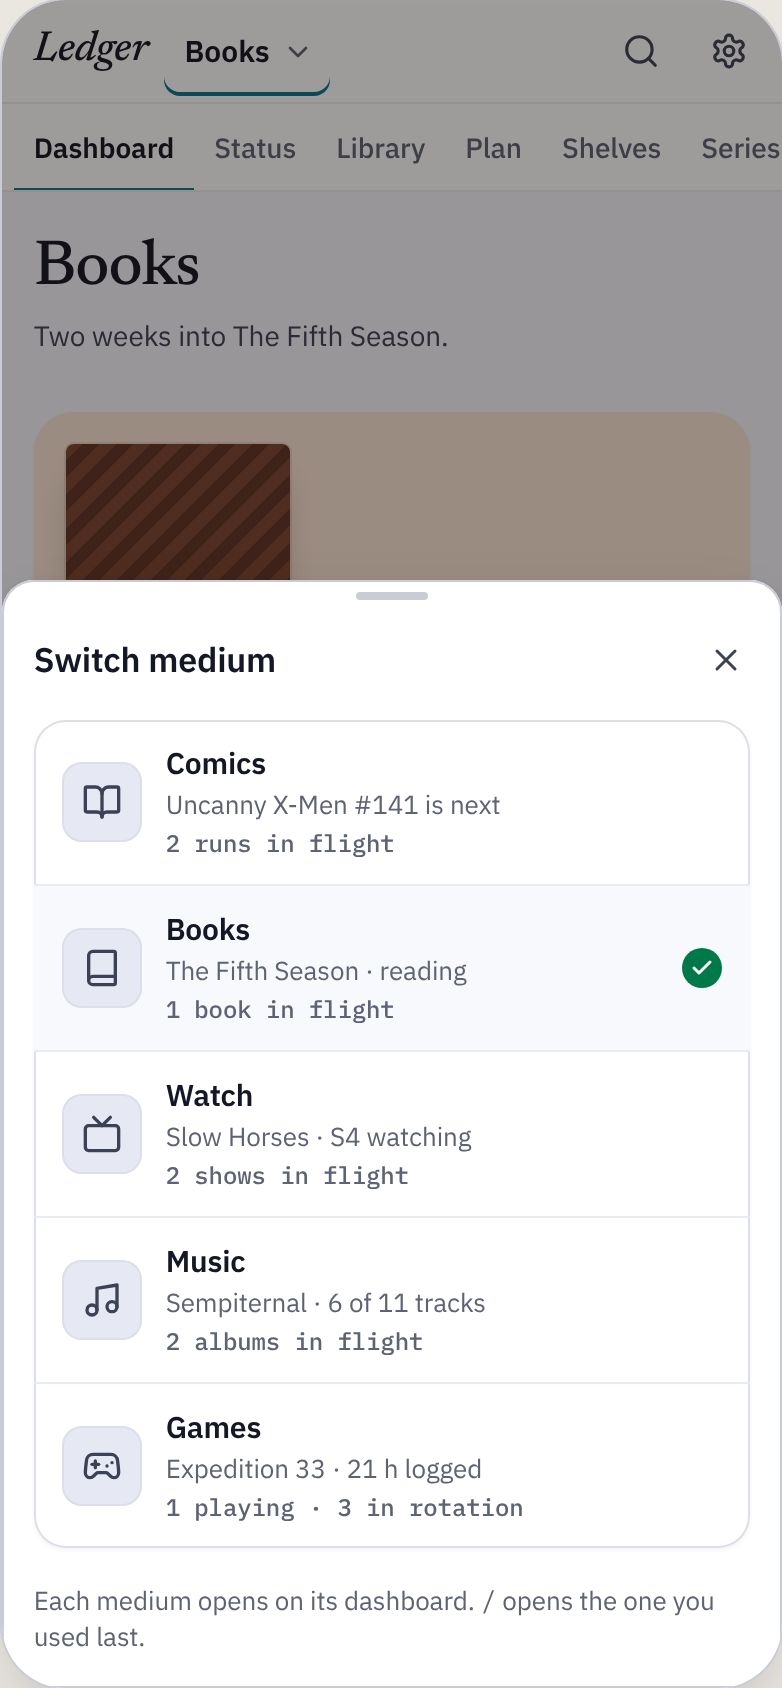 Ledger Books
Dashboard Status Library Plan Shelves Series
Books
Two weeks into The Fifth Season.
Switch medium
Comics
Uncanny X-Men #141 is next
2 runs in flight
Books
The Fifth Season · reading
1 book in flight
Watch
Slow Horses · S4 watching
2 shows in flight
Music
Sempiternal · 6 of 11 tracks
2 albums in flight
Games
Expedition 33 · 21 h logged
1 playing · 3 in rotation
Each medium opens on its dashboard. / opens the one you
used last.